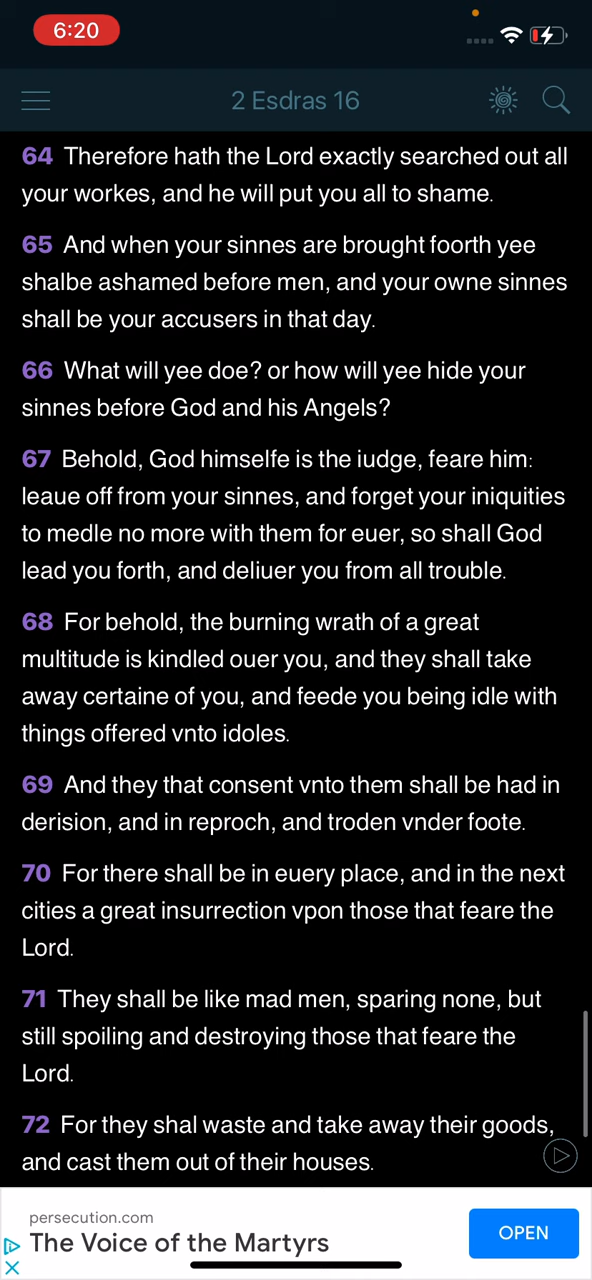 6:20
2 Esdras 16
64 Therefore hath the Lord exactly searched out all
your workes, and he will put you all to shame.
65 And when your sinnes are brought foorth yee
shalbe ashamed before men, and your owne sinnes
shall be your accusers in that day.
66 What will yee doe? or how will yee hide your
sinnes before God and his Angels?
67 Behold, God himselfe is the iudge, feare him:
leaue off from your sinnes, and forget your iniquities
to medle no more with them for euer, so shall God
lead you forth, and deliuer you from all trouble.
68 For behold, the burning wrath of a great
multitude is kindled ouer you, and they shall take
away certaine of you, and feede you being idle with
things offered vnto idoles.
69 And they that consent vnto them shall be had in
derision, and in reproch, and troden vnder foote.
70 For there shall be in euery place, and in the next
cities a great insurrection vpon those that feare the
Lord.
71 They shall be like mad men, sparing none, but
still spoiling and destroying those that feare the
Lord.
72 For they shal waste and take away their goods,
and cast them out of their houses.
persecution.com
The Voice of the Martyrs
OPEN